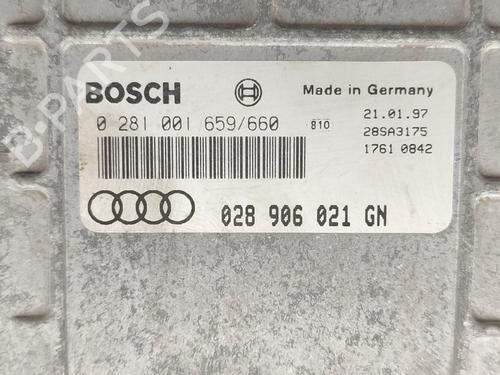 B-PARTS
BOSCH
Made in Germany
0 281 001 659/660 810
21.01.97
28SA3175
1761 0842
028 906 021 GN